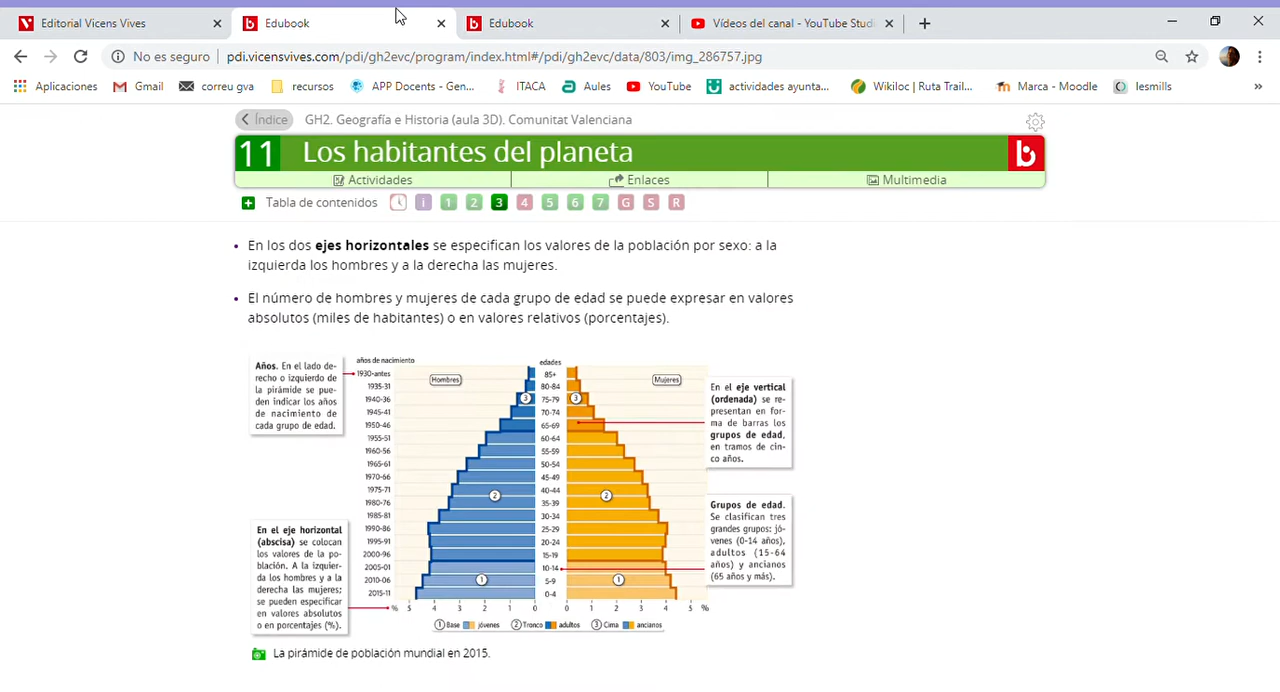 Editorial Vicens Vives
Edubook
Edubook
Vídeos del canal - YouTube Studi
No es seguro
pdi.vicensvives.com/pdi/gh2evc/program/index.html#/pdi/gh2evc/data/803/img_286757.jpg
Aplicaciones
Gmail
correu gva
recursos
APP Docents - Gen...
ITACA
Aules
YouTube
actividades ayunta...
Wikiloc | Ruta Trail...
Marca - Moodle
Iesmills
»
Índice
GH2. Geografía e Historia (aula 3D). Comunitat Valenciana
11 Los habitantes del planeta
Actividades
Enlaces
Multimedia
Tabla de contenidos
i 1 2 3 4 5 6 7 G S R
• En los dos ejes horizontales se especifican los valores de la población por sexo: a la
izquierda los hombres y a la derecha las mujeres.
• El número de hombres y mujeres de cada grupo de edad se puede expresar en valores
absolutos (miles de habitantes) o en valores relativos (porcentajes).
Años. En el lado de-
recho o izquierdo de
la pirámide se pue-
den indicar los años
de nacimiento de
cada grupo de edad.
En el eje horizontal
(abscisa) se colocan
los valores de la po-
blación. A la izquier-
da los hombres y a la
derecha las mujeres;
se pueden especificar
en valores absolutos
o en porcentajes (%).
años de nacimiento
1930-antes
1935-31
1940-36
1945-41
1950-46
1955-51
1960-56
1965-61
1970-66
1975-71
1980-76
1985-81
1990-86
1995-91
2000-96
2005-01
2010-06
2015-11
Hombres
3
2
1
edades
85+
80-84
75-79
70-74
65-69
60-64
55-59
50-54
45-49
40-44
35-39
30-34
25-29
20-24
15-19
10-14
5-9
0-4
Mujeres
3
2
1
% 5 4 3 2 1 0
0 1 2 3 4 5 %
1 Base jóvenes 2 Tronco adultos 3 Cima ancianos
En el eje vertical
(ordenada) se re-
presentan en for-
ma de barras los
grupos de edad,
en tramos de cin-
co años.
Grupos de edad.
Se clasifican tres
grandes grupos: jó-
venes (0-14 años),
adultos (15-64
años) y ancianos
(65 años y más).
La pirámide de población mundial en 2015.